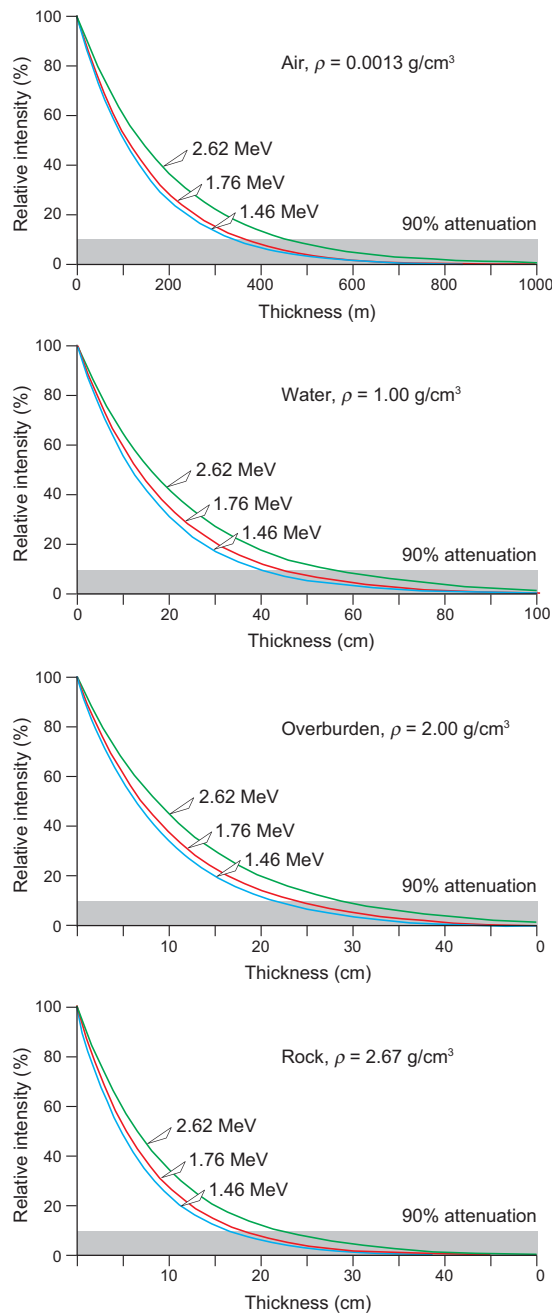 Relative intensity (%)
100
80
60
40
20
0
Air, ρ = 0.0013 g/cm³
2.62 MeV
1.76 MeV
1.46 MeV
90% attenuation
0 200 400 600 800 1000
Thickness (m)
Relative intensity (%)
100
80
60
40
20
0
Water, ρ = 1.00 g/cm³
2.62 MeV
1.76 MeV
1.46 MeV
90% attenuation
0 20 40 60 80 100
Thickness (cm)
Relative intensity (%)
100
80
60
40
20
0
Overburden, ρ = 2.00 g/cm³
2.62 MeV
1.76 MeV
1.46 MeV
90% attenuation
10 20 30 40 0
Thickness (cm)
Relative intensity (%)
100
80
60
40
20
0
Rock, ρ = 2.67 g/cm³
2.62 MeV
1.76 MeV
1.46 MeV
90% attenuation
10 20 30 40 0
Thickness (cm)